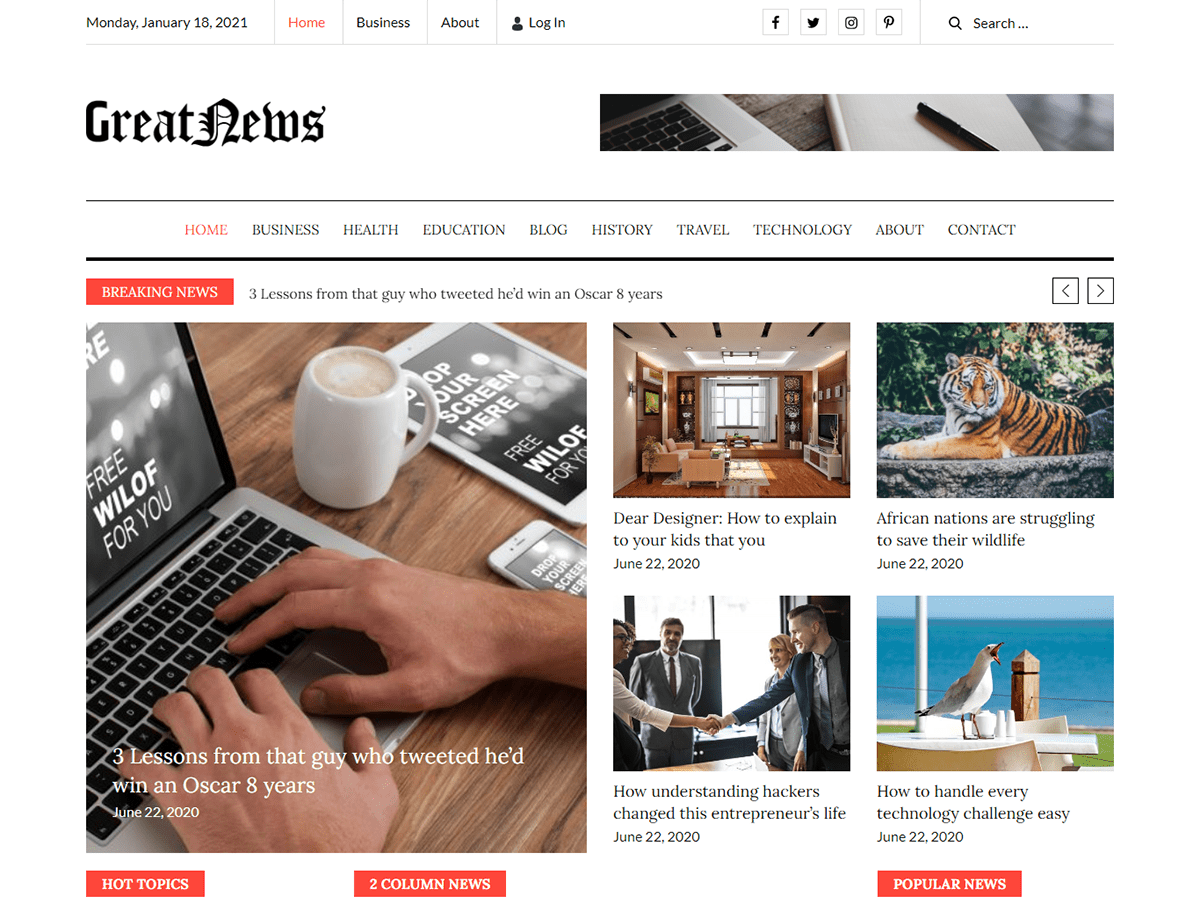 Monday, January 18, 2021
Home
Business
About
Log In
Search ...
GreatNews
HOME
BUSINESS
HEALTH
EDUCATION
BLOG
HISTORY
TRAVEL
TECHNOLOGY
ABOUT
CONTACT
BREAKING NEWS
3 Lessons from that guy who tweeted he’d win an Oscar 8 years
RE
FREE
WILOF
FOR YOU
DROP
YOUR
SCREEN
HERE
FREE
WILOF
FOR YOU
DROP
YOUR
SCREEN
HERE
3 Lessons from that guy who tweeted he’d
win an Oscar 8 years
June 22, 2020
Dear Designer: How to explain
to your kids that you
June 22, 2020
African nations are struggling
to save their wildlife
June 22, 2020
How understanding hackers
changed this entrepreneur’s life
June 22, 2020
How to handle every
technology challenge easy
June 22, 2020
HOT TOPICS
2 COLUMN NEWS
POPULAR NEWS